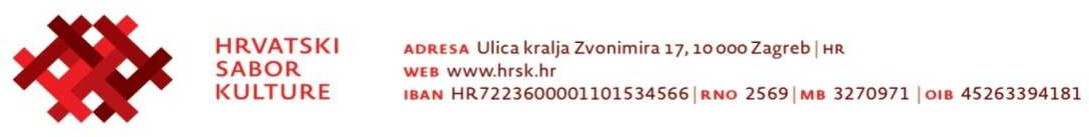 HRVATSKI
SABOR
KULTURE
ADRESA Ulica kralja Zvonimira 17, 10 000 Zagreb | HR
WEB www.hrsk.hr
IBAN HR7223600001101534566 | RNO 2569 | MB 3270971 | OIB 45263394181